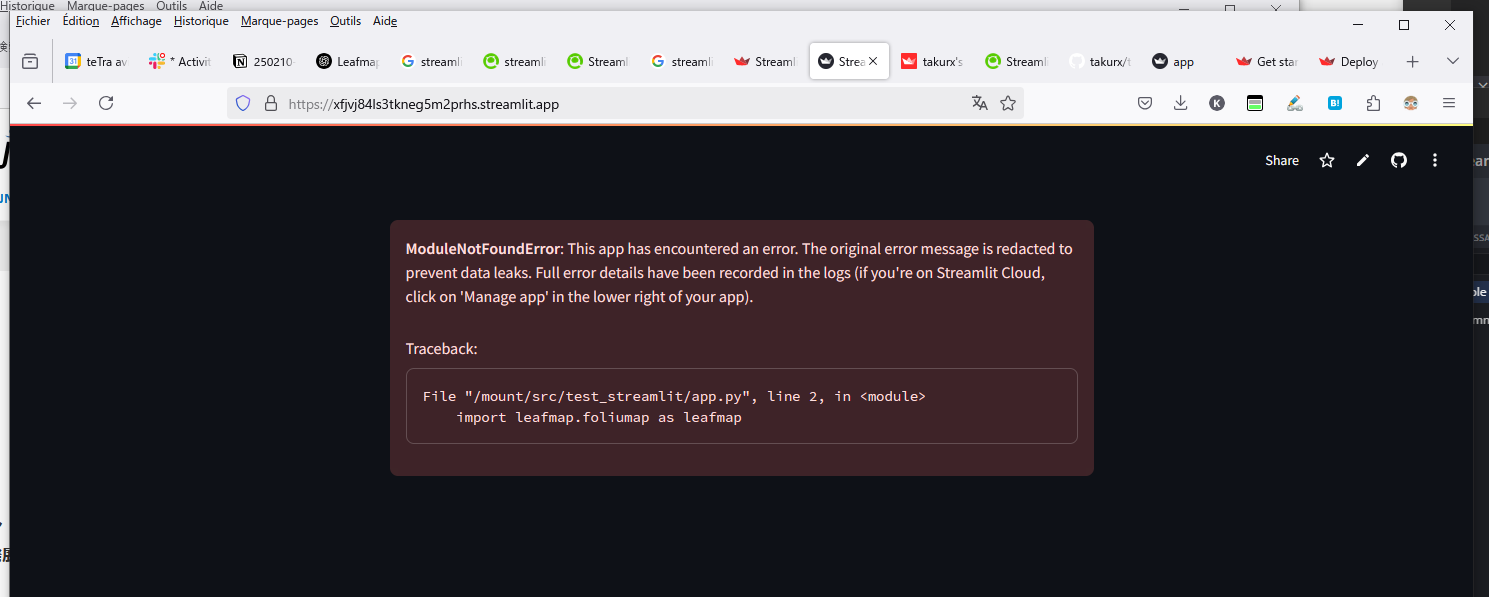 Historique Marque-pages Outils Aide
Fichier Édition Affichage Historique Marque-pages Outils Aide
teTra av * Activit 250210- Leafmap streamli streamli Streaml streamli Streaml Strea takurx's Streaml takurx/t app Get star Deploy
https://xfjvj84ls3tkneg5m2prhs.streamlit.app
Share
ModuleNotFoundError: This app has encountered an error. The original error message is redacted to
prevent data leaks. Full error details have been recorded in the logs (if you're on Streamlit Cloud,
click on 'Manage app' in the lower right of your app).
Traceback:
File "/mount/src/test_streamlit/app.py", line 2, in <module>
import leafmap.foliumap as leafmap